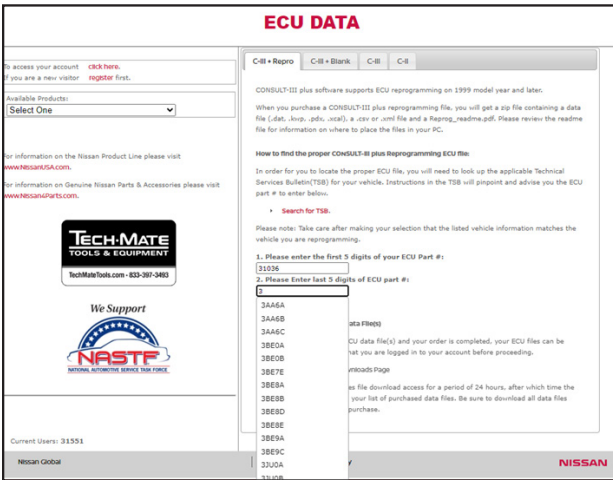 ECU DATA
To access your account click here.
If you are a new visitor register first.
Available Products:
Select One
For information on the Nissan Product Line please visit
www.NissanUSA.com.
For information on Genuine Nissan Parts & Accessories please visit
www.Nissan4Parts.com.
TECH-MATE
TOOLS & EQUIPMENT
TechMateTools.com - 833-397-3493
We Support
NASTF
NATIONAL AUTOMOTIVE SERVICE TASK FORCE
Current Users: 31551
C-III + Repro
C-III + Blank
C-III
C-II
CONSULT-III plus software supports ECU reprogramming on 1999 model year and later.
When you purchase a CONSULT-III plus reprogramming file, you will get a zip file containing a data
file (.dat, .kwp, .pdx, .xcal), a .csv or .xml file and a Reprog_readme.pdf. Please review the readme
file for information on where to place the files in your PC.
How to find the proper CONSULT-III plus Reprogramming ECU file:
In order for you to locate the proper ECU file, you will need to look up the applicable Technical
Services Bulletin(TSB) for your vehicle. Instructions in the TSB will pinpoint and advise you the ECU
part # to enter below.
Search for TSB.
Please note: Take care after making your selection that the listed vehicle information matches the
vehicle you are reprogramming.
1. Please enter the first 5 digits of your ECU Part #:
31036
2. Please Enter last 5 digits of ECU part #:
3
3AA6A
3AA6B
3AA6C
3BE0A
3BE0B
3BE7E
3BE8A
3BE8B
3BE8D
3BE8E
3BE9A
3BE9C
3JU0A
3JU0B
ata File(s)
CU data file(s) and your order is completed, your ECU files can be
hat you are logged in to your account before proceeding.
wnloads Page
es file download access for a period of 24 hours, after which time the
your list of purchased data files. Be sure to download all data files
purchase.
Nissan Global
y
NISSAN